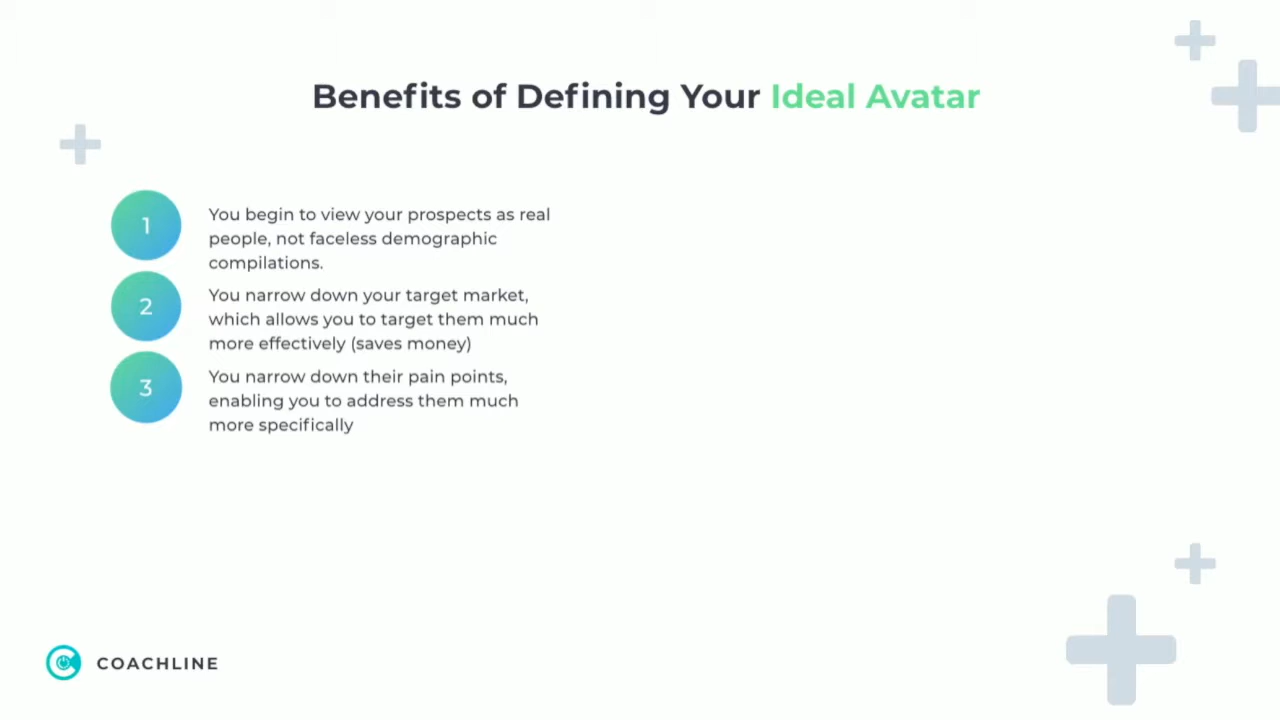 Benefits of Defining Your Ideal Avatar
1
You begin to view your prospects as real
people, not faceless demographic
compilations.
2
You narrow down your target market,
which allows you to target them much
more effectively (saves money)
3
You narrow down their pain points,
enabling you to address them much
more specifically
COACHLINE